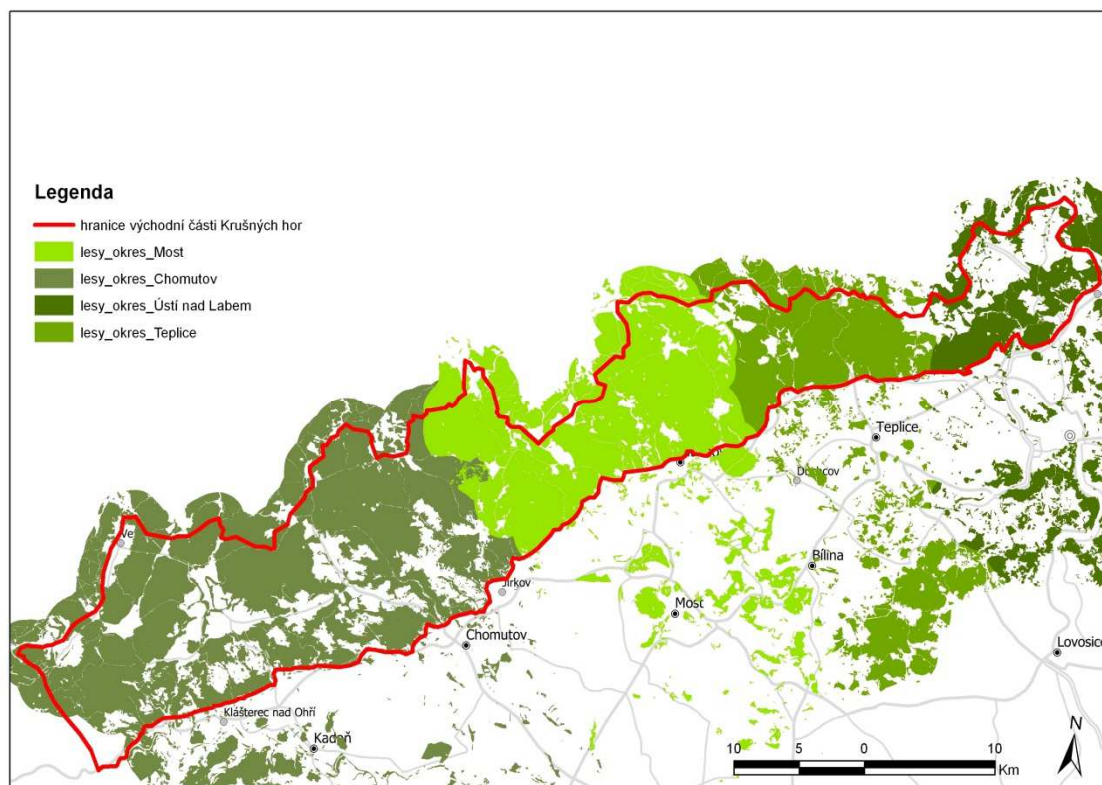 Legenda
hranice východní části Krušných hor
lesy_okres_Most
lesy_okres_Chomutov
lesy_okres_Ústí nad Labem
lesy_okres_Teplice
Teplice
Bílina
Jirkov
Most
Chomutov
Lovosice
Klášterec nad Ohří
Kadaň
N
10 5 0 10
Km